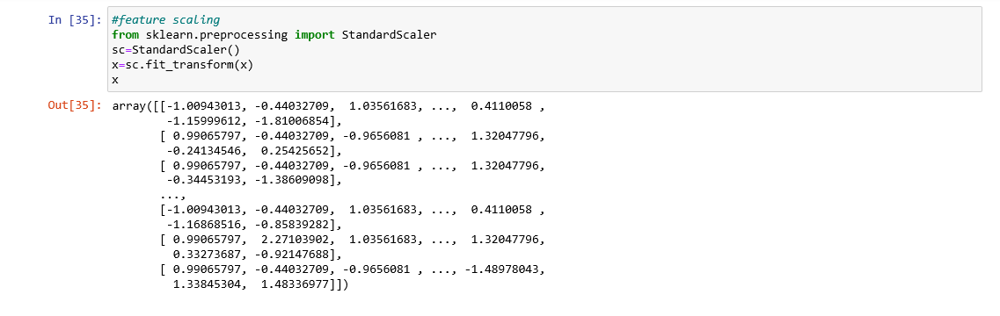 In [35]: #feature scaling
from sklearn.preprocessing import StandardScaler
sc=StandardScaler()
x=sc.fit_transform(x)
x
Out[35]: array([[-1.00943013, -0.44032709,  1.03561683, ...,  0.4110058 ,
        -1.15999612, -1.81006854],
       [ 0.99065797, -0.44032709, -0.9656081 , ...,  1.32047796,
        -0.24134546,  0.25425652],
       [ 0.99065797, -0.44032709, -0.9656081 , ...,  1.32047796,
        -0.34453193, -1.38609098],
       ...,
       [-1.00943013, -0.44032709,  1.03561683, ...,  0.4110058 ,
        -1.16868516, -0.85839282],
       [ 0.99065797,  2.27103902,  1.03561683, ...,  1.32047796,
         0.33273687, -0.92147688],
       [ 0.99065797, -0.44032709, -0.9656081 , ..., -1.48978043,
         1.33845304,  1.48336977]])